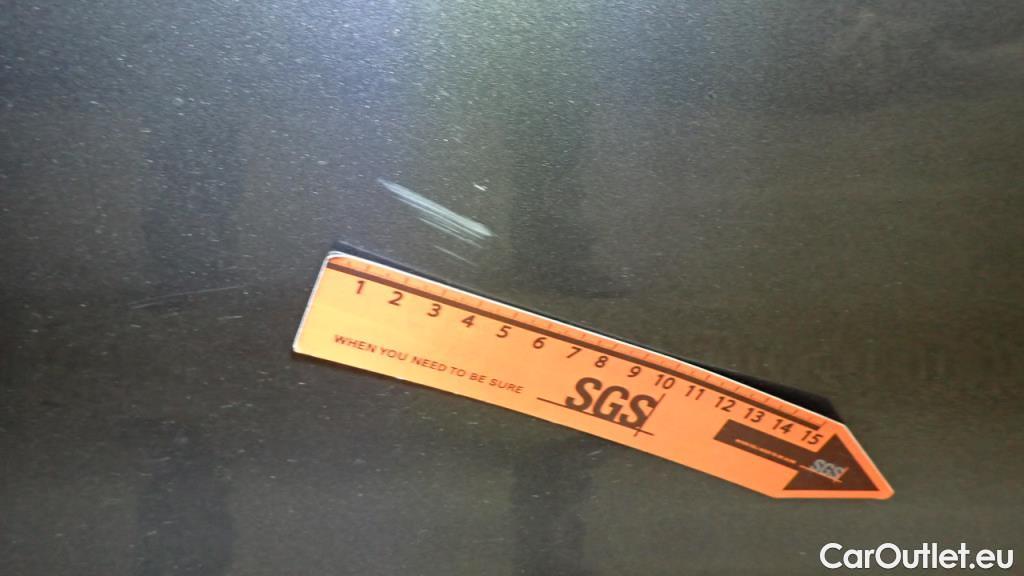 1 2 3 4 5 6 7 8 9 10 11 12 13 14 15
WHEN YOU NEED TO BE SURE
SGS
SGS
CarOutlet.eu